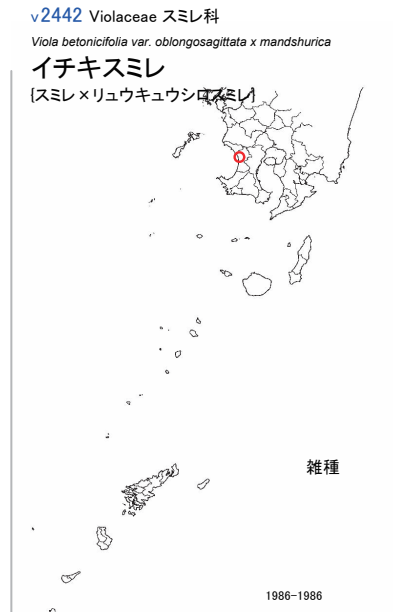 v2442 Violaceae スミレ科
Viola betonicifolia var. oblongosagittata x mandshurica
イチキスミレ
{スミレ×リュウキュウシロスミレ}
雑種
1986-1986